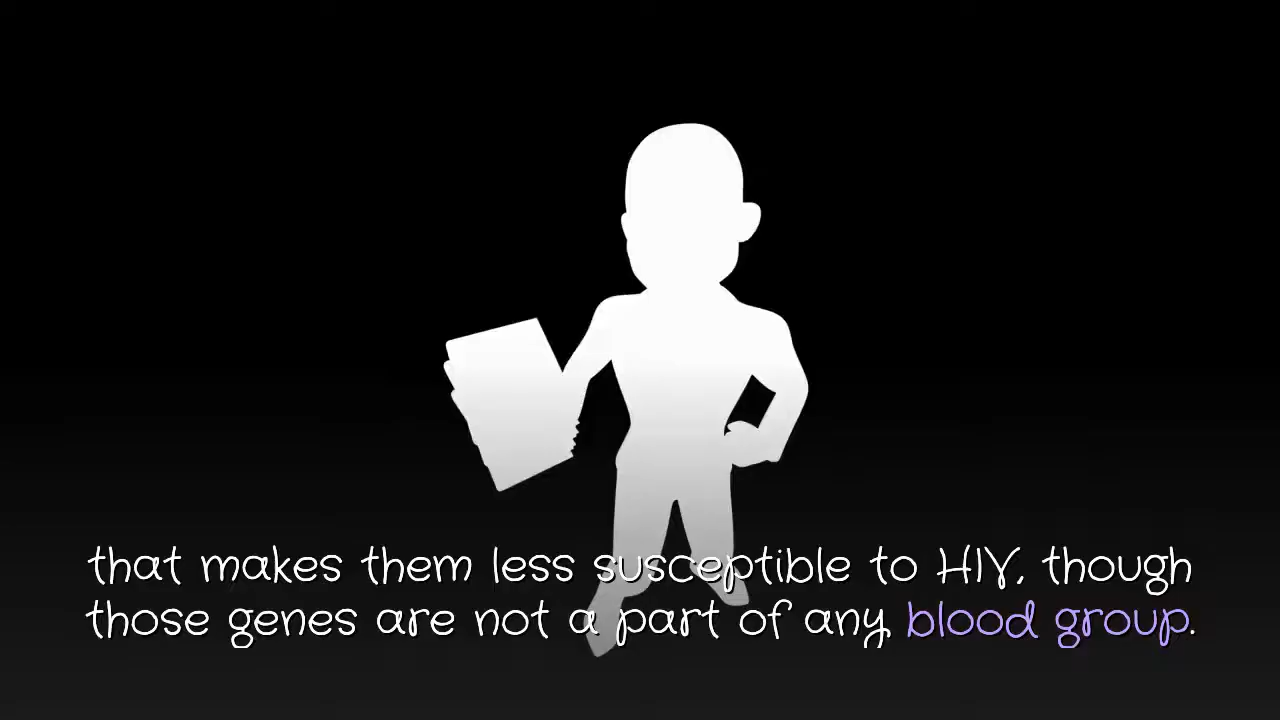 that makes them less susceptible to HIV, though
those genes are not a part of any blood group.